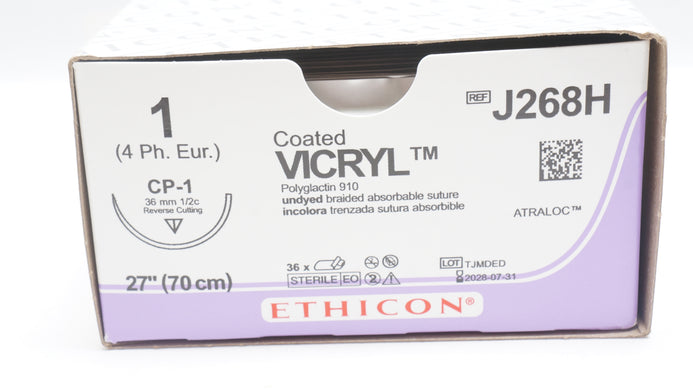 1
(4 Ph. Eur.)
CP-1
36 mm 1/2c
Reverse Cutting
27" (70 cm)
Coated
VICRYL™
Polyglactin 910
undyed braided absorbable suture
incolora trenzada sutura absorbible
36 x
STERILE EO 2
ETHICON®
REF J268H
ATRALOC™
LOT TJMDED
2028-07-31